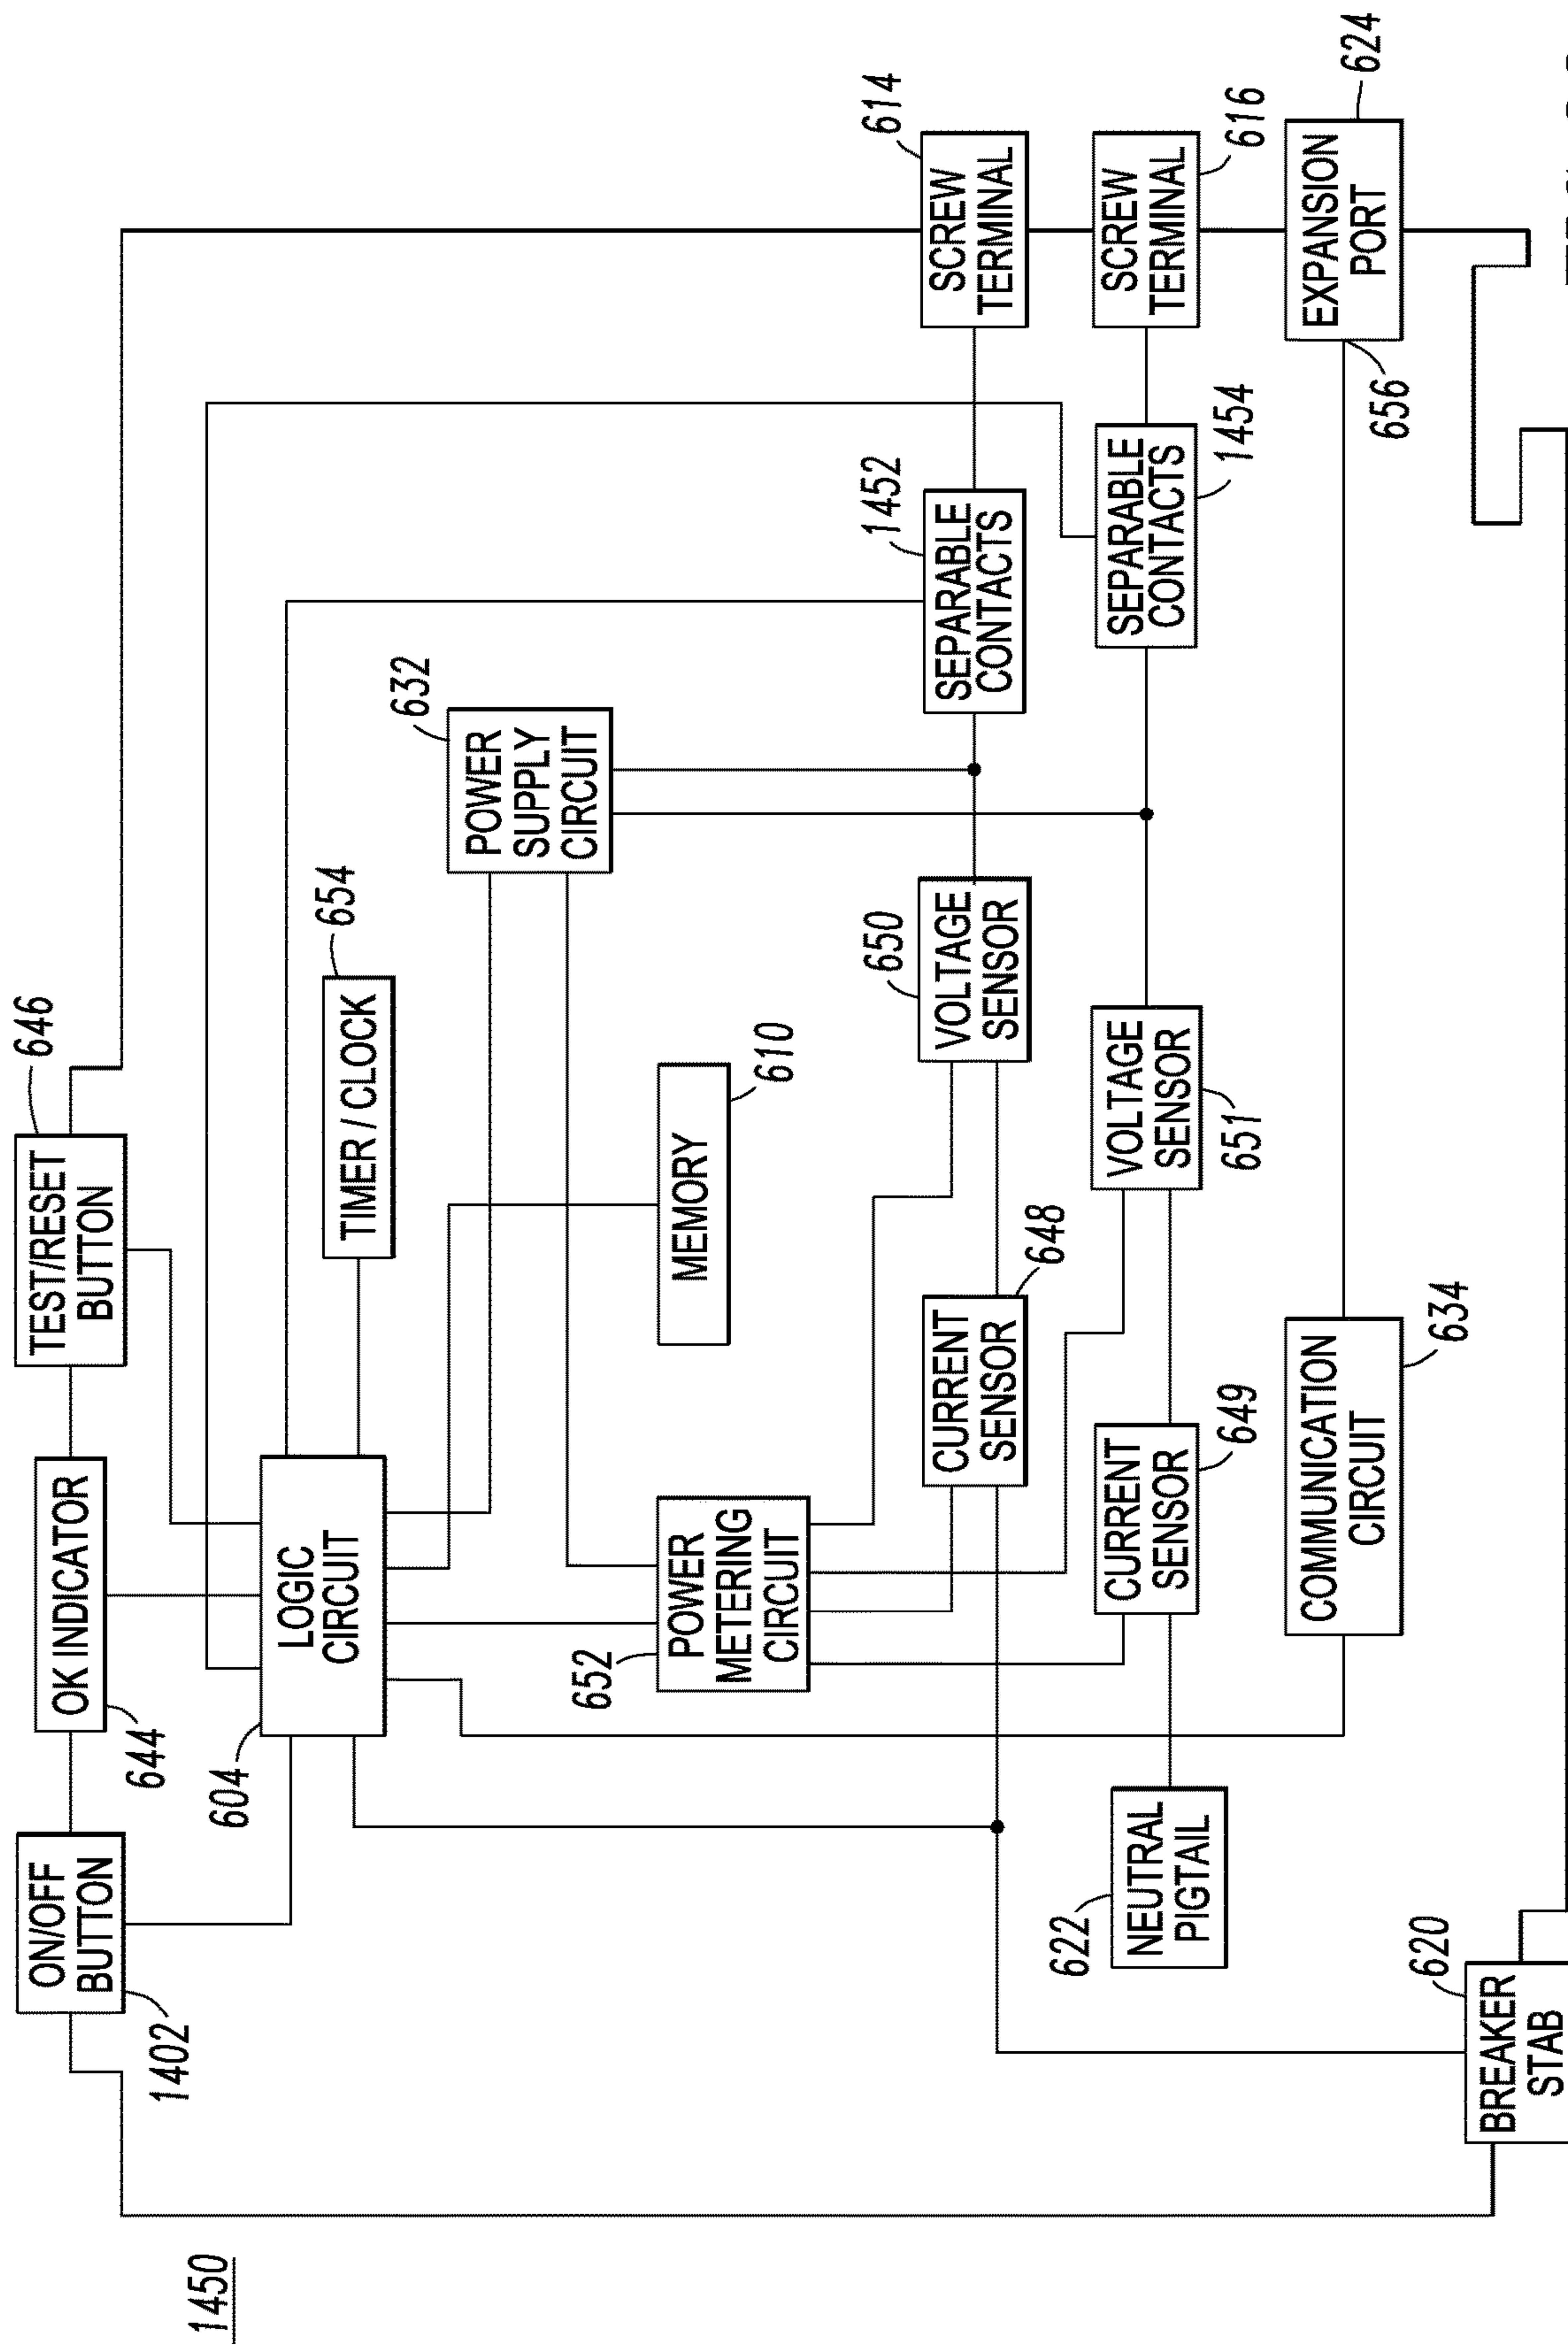 1450
ON/OFF
BUTTON
1402
OK INDICATOR
644
TEST/RESET
BUTTON
646
LOGIC
CIRCUIT
604
TIMER / CLOCK
654
POWER
SUPPLY
CIRCUIT
632
MEMORY
610
POWER
METERING
CIRCUIT
652
CURRENT
SENSOR
648
VOLTAGE
SENSOR
650
SEPARABLE
CONTACTS
1452
SCREW
TERMINAL
614
NEUTRAL
PIGTAIL
622
CURRENT
SENSOR
649
VOLTAGE
SENSOR
651
SEPARABLE
CONTACTS
1454
SCREW
TERMINAL
616
COMMUNICATION
CIRCUIT
634
EXPANSION
PORT
624
656
BREAKER
STAB
620